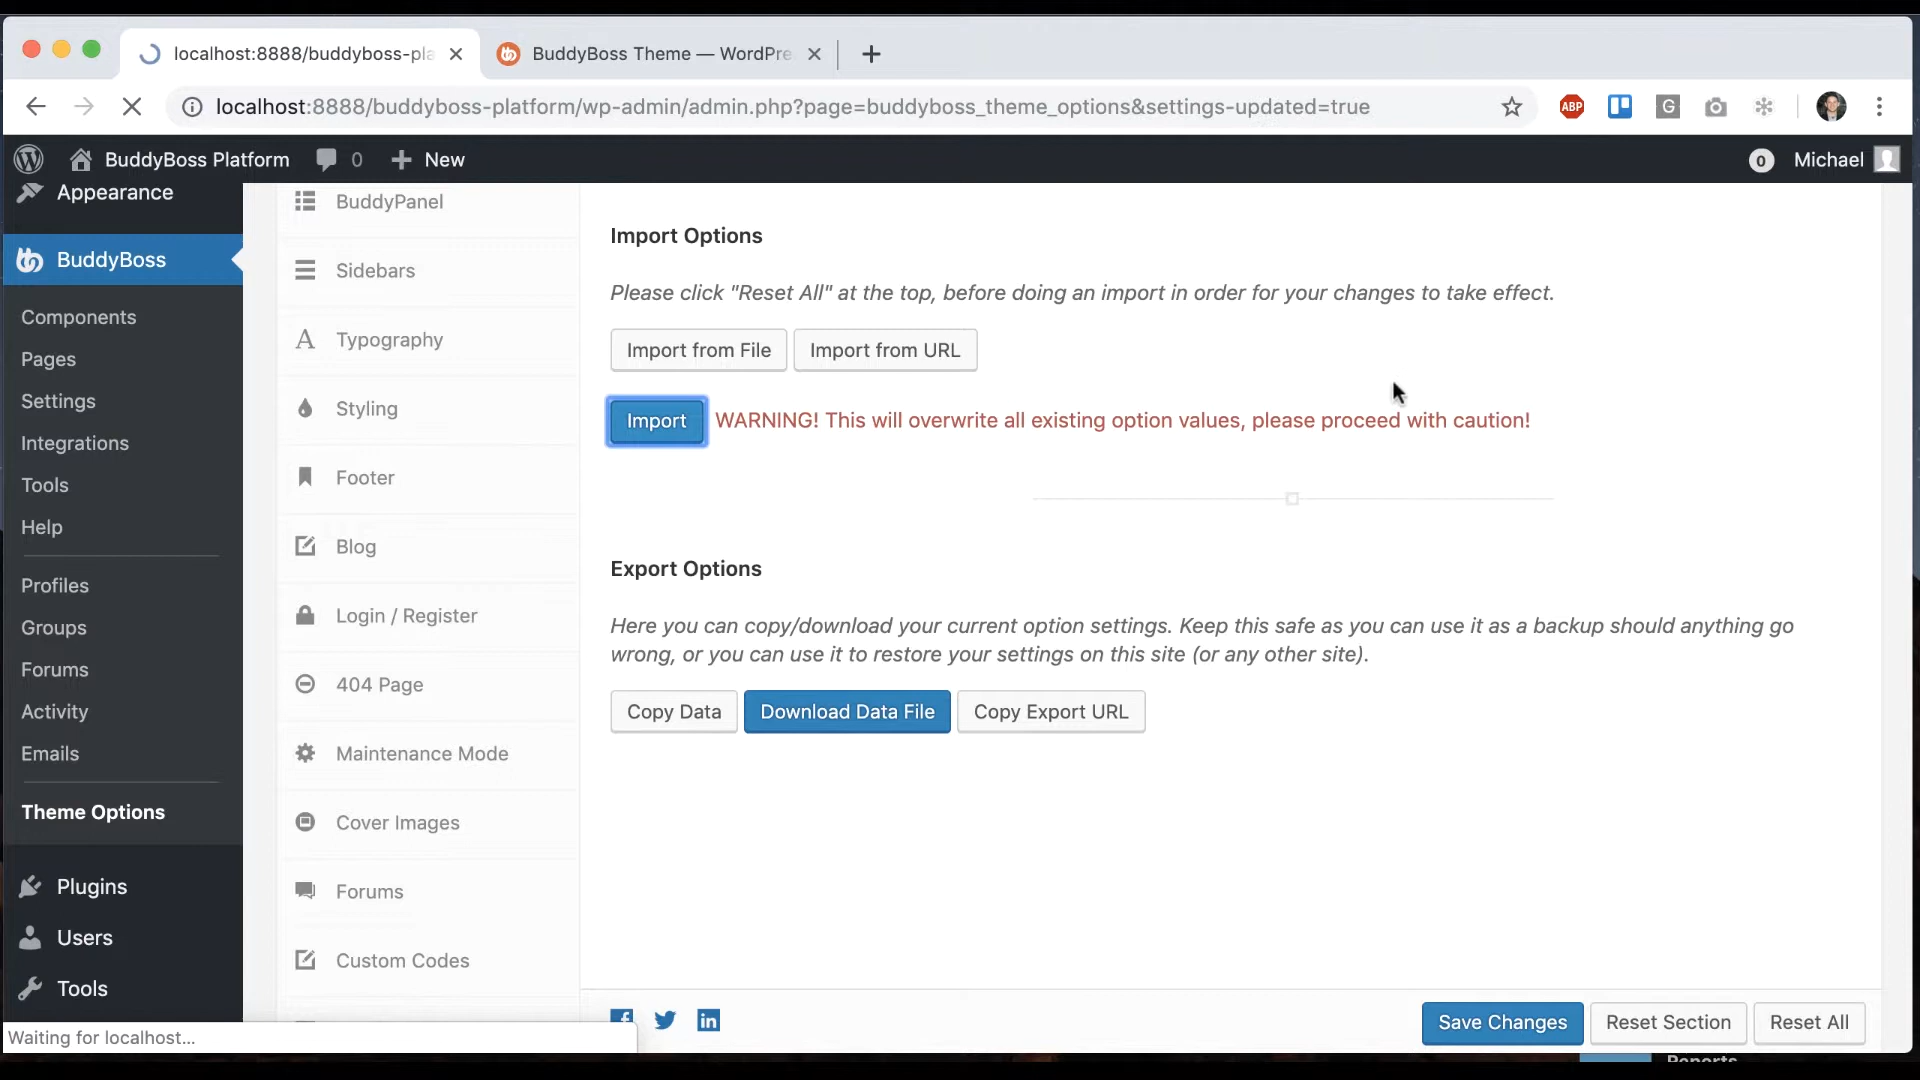 localhost:8888/buddyboss-pla
BuddyBoss Theme — WordPre
localhost:8888/buddyboss-platform/wp-admin/admin.php?page=buddyboss_theme_options&settings-updated=true
ABP
G
BuddyBoss Platform
0
New
0
Michael
Appearance
BuddyBoss
Components
Pages
Settings
Integrations
Tools
Help
Profiles
Groups
Forums
Activity
Emails
Theme Options
Plugins
Users
Tools
BuddyPanel
Sidebars
Typography
Styling
Footer
Blog
Login / Register
404 Page
Maintenance Mode
Cover Images
Forums
Custom Codes
Import Options
Please click "Reset All" at the top, before doing an import in order for your changes to take effect.
Import from File
Import from URL
Import
WARNING! This will overwrite all existing option values, please proceed with caution!
Export Options
Here you can copy/download your current option settings. Keep this safe as you can use it as a backup should anything go
wrong, or you can use it to restore your settings on this site (or any other site).
Copy Data
Download Data File
Copy Export URL
Save Changes
Reset Section
Reset All
Waiting for localhost...
Reports